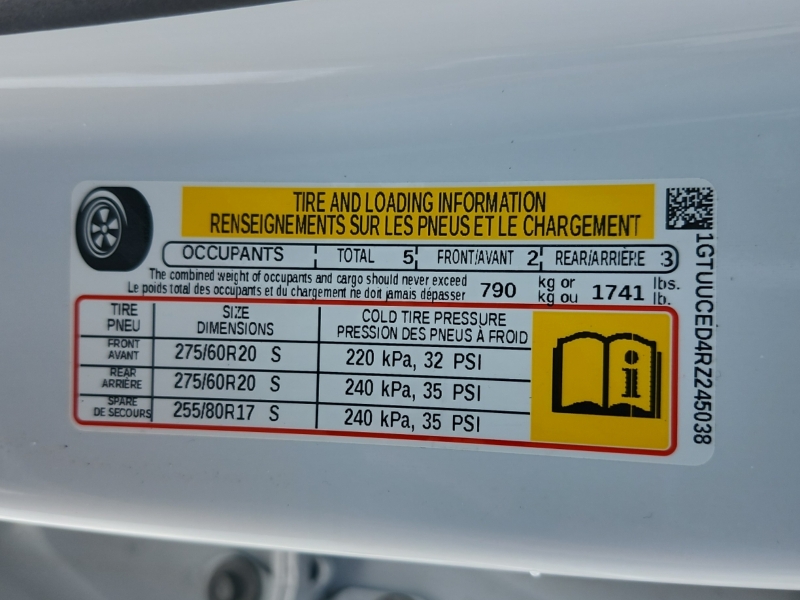 TIRE AND LOADING INFORMATION
RENSEIGNEMENTS SUR LES PNEUS ET LE CHARGEMENT
OCCUPANTS TOTAL 5 FRONT/AVANT 2 REAR/ARRIÈRE 3
The combined weight of occupants and cargo should never exceed
Le poids total des occupants et du chargement ne doit jamais dépasser
790 kg or 1741 lbs.
kg ou lb.
TIRE SIZE COLD TIRE PRESSURE
PNEU DIMENSIONS PRESSION DES PNEUS À FROID
FRONT
AVANT 275/60R20 S 220 kPa, 32 PSI
REAR
ARRIÈRE 275/60R20 S 240 kPa, 35 PSI
SPARE
DE SECOURS 255/80R17 S 240 kPa, 35 PSI
1GTUUCED4RZ245038